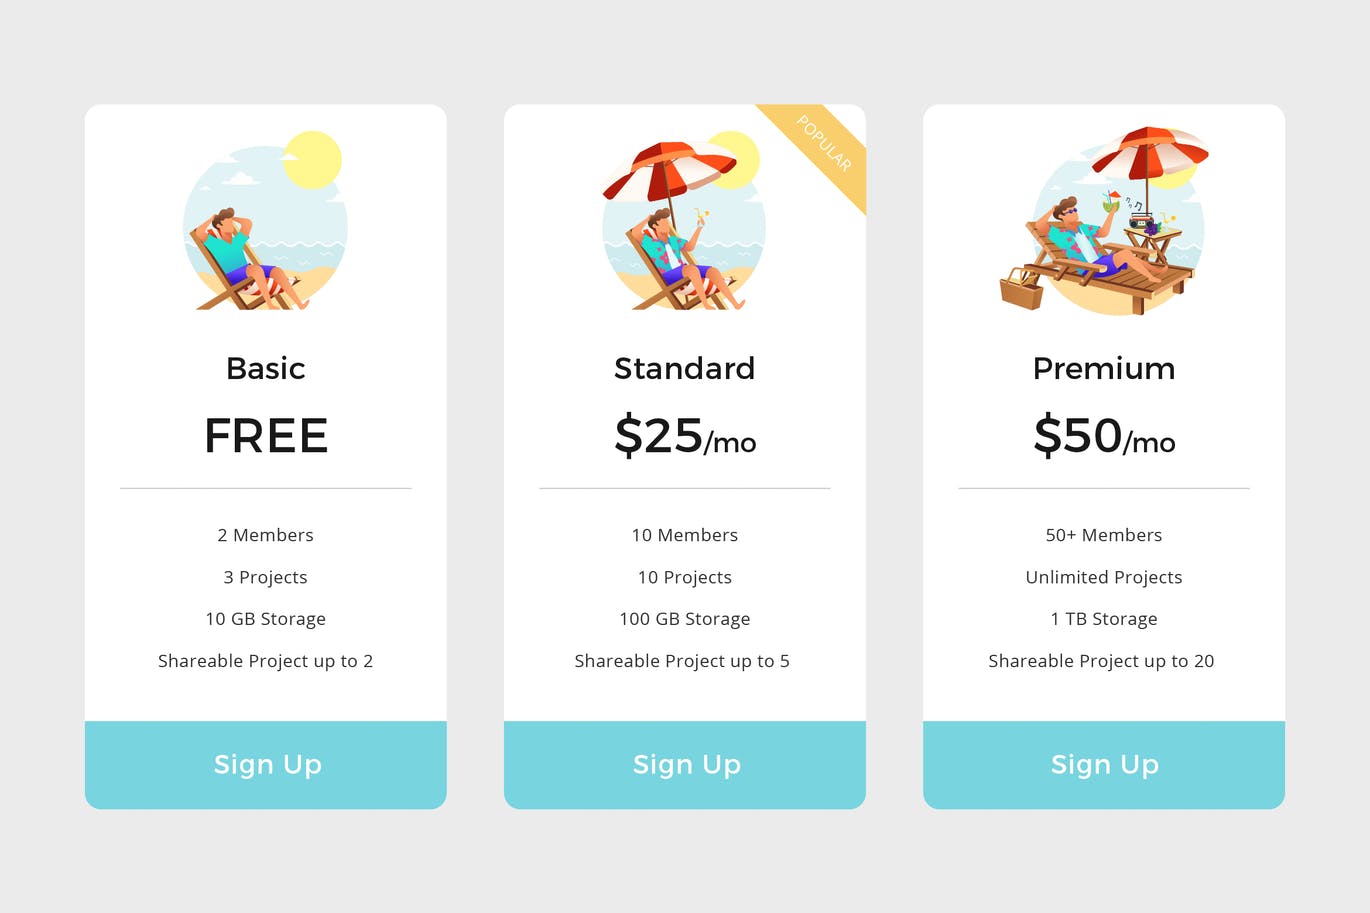 Basic
FREE
2 Members
3 Projects
10 GB Storage
Shareable Project up to 2
Sign Up
POPULAR
Standard
$25/mo
10 Members
10 Projects
100 GB Storage
Shareable Project up to 5
Sign Up
Premium
$50/mo
50+ Members
Unlimited Projects
1 TB Storage
Shareable Project up to 20
Sign Up